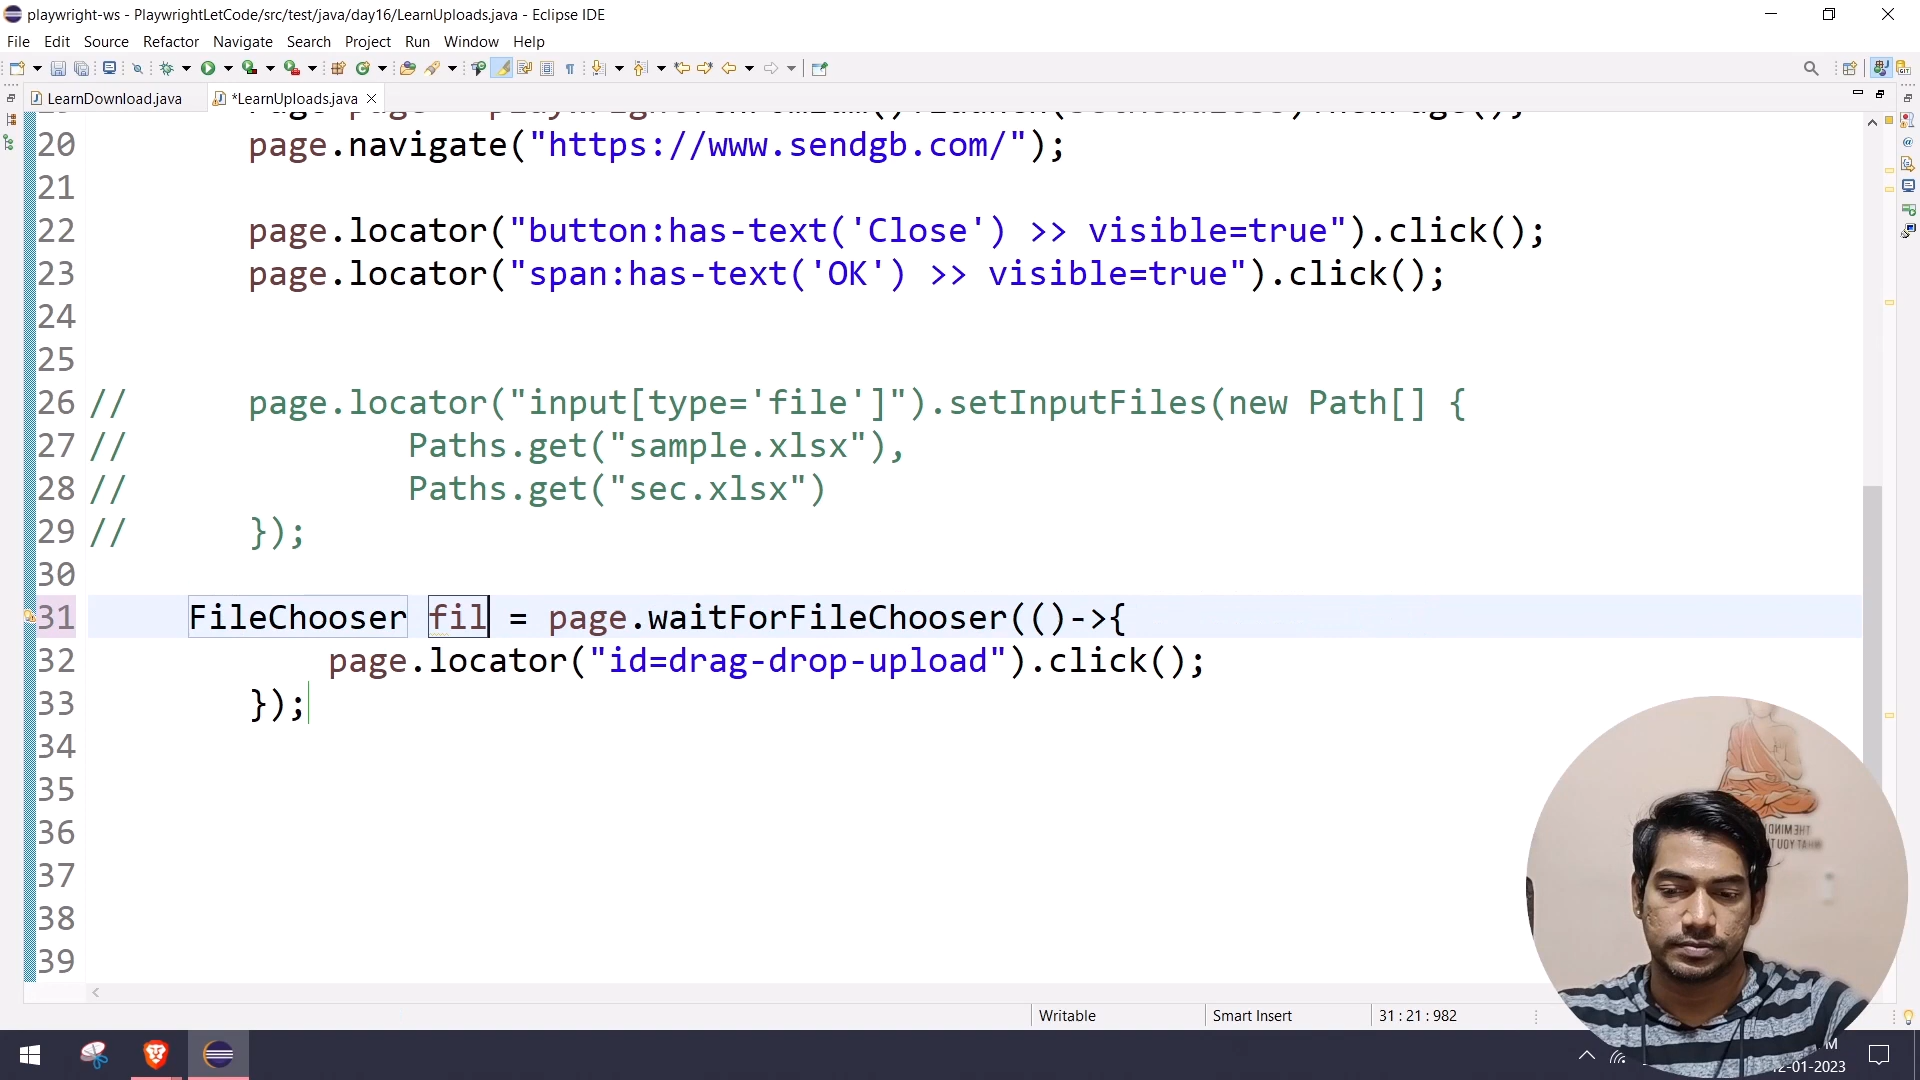 playwright-ws - PlaywrightLetCode/src/test/java/day16/LearnUploads.java - Eclipse IDE
File Edit Source Refactor Navigate Search Project Run Window Help
LearnDownload.java *LearnUploads.java
20 page.navigate("https://www.sendgb.com/");
21
22 page.locator("button:has-text('Close') >> visible=true").click();
23 page.locator("span:has-text('OK') >> visible=true").click();
24
25
26 // page.locator("input[type='file']").setInputFiles(new Path[] {
27 // Paths.get("sample.xlsx"),
28 // Paths.get("sec.xlsx")
29 // });
30
31 FileChooser fil = page.waitForFileChooser(()->{
32 page.locator("id=drag-drop-upload").click();
33 });
34
35
36
37
38
39
Writable Smart Insert 31 : 21 : 982